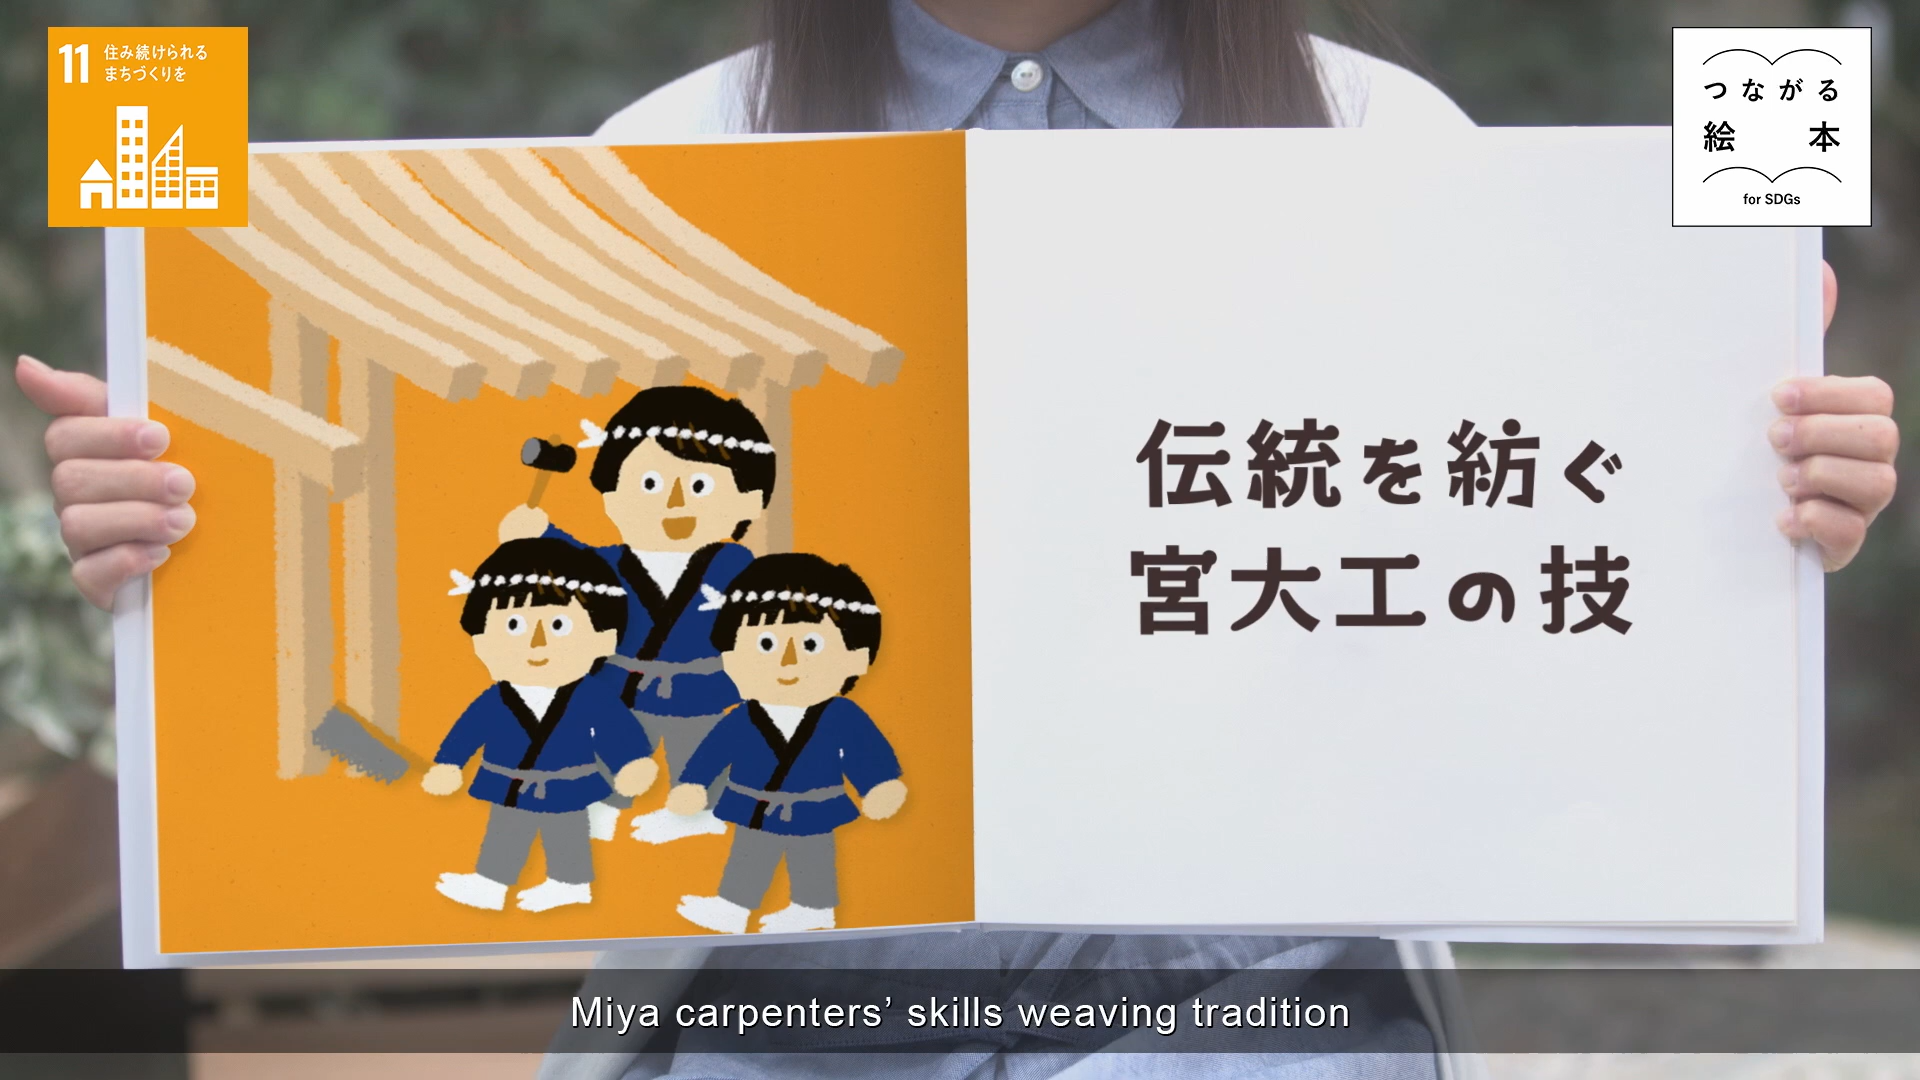 11 住み続けられる
まちづくりを
つながる
絵本
for SDGs
伝統を紡ぐ
宮大工の技
Miya carpenters’ skills weaving tradition